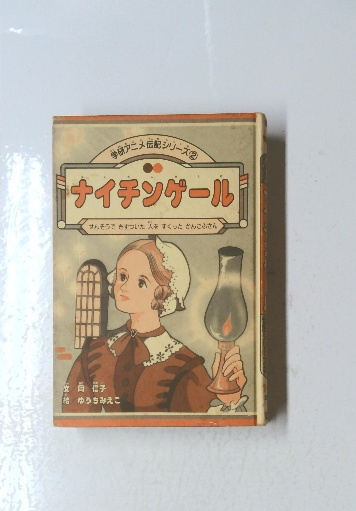 学研アニメ伝記シリーズ②
ナイチンゲール
せんそうで きずついた 人を すくった かんごふさん
文 岡 信子
絵 ゆうちみえこ